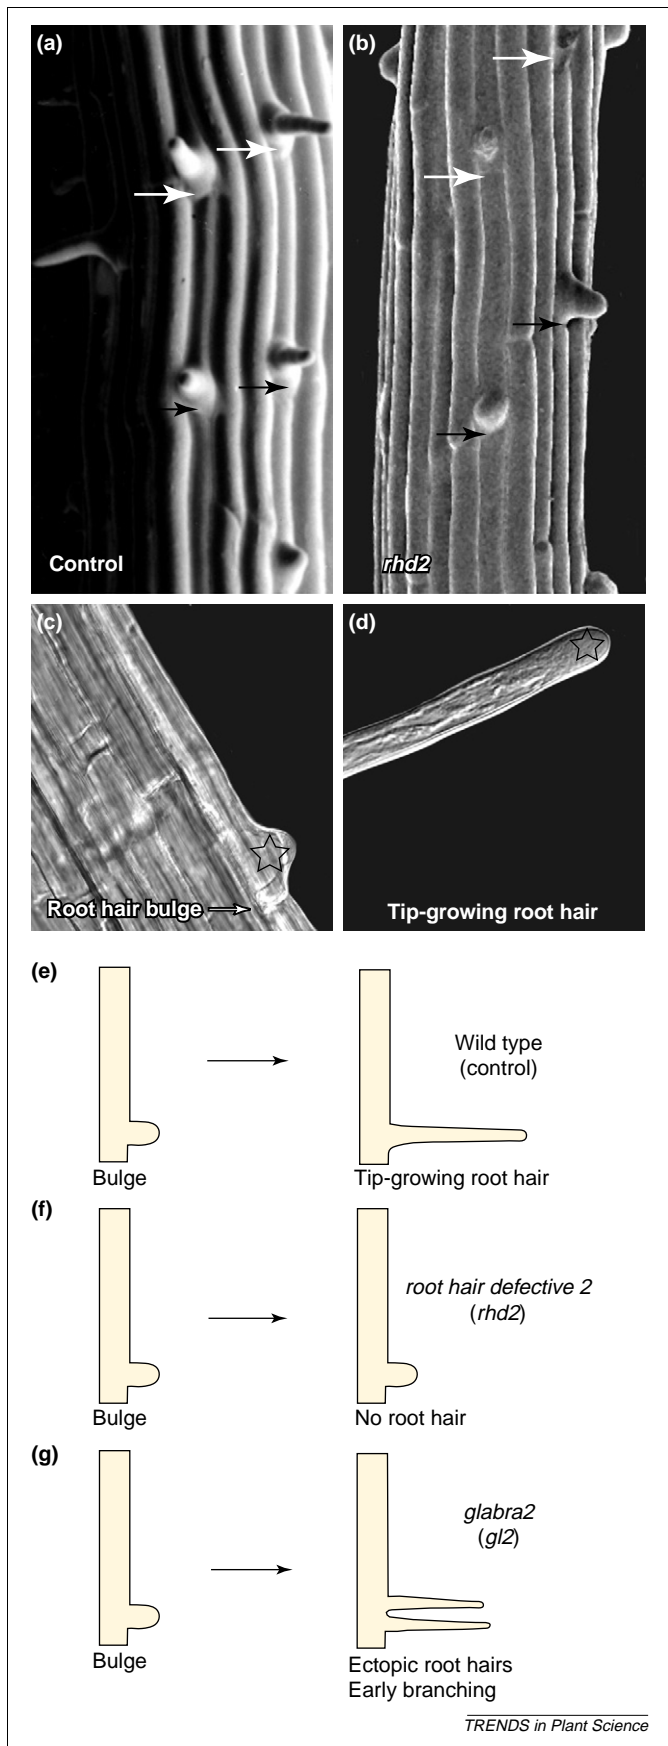 (a)
(b)
Control
rhd2
(c)
(d)
Root hair bulge
Tip-growing root hair
(e)
Wild type
(control)
Bulge
Tip-growing root hair
(f)
root hair defective 2
(rhd2)
Bulge
No root hair
(g)
glabra2
(gl2)
Bulge
Ectopic root hairs
Early branching
TRENDS in Plant Science